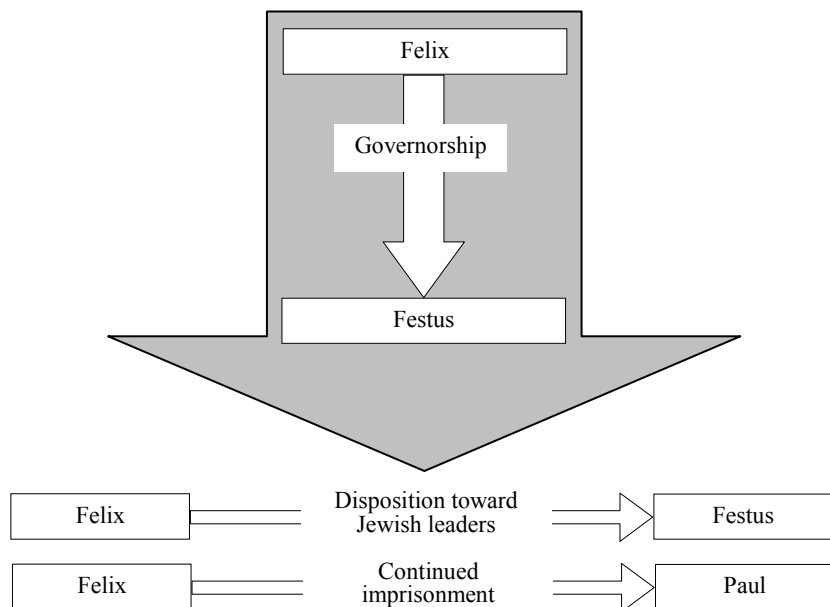 Felix
Governorship
Festus
Felix
Disposition toward
Jewish leaders
Festus
Felix
Continued
imprisonment
Paul